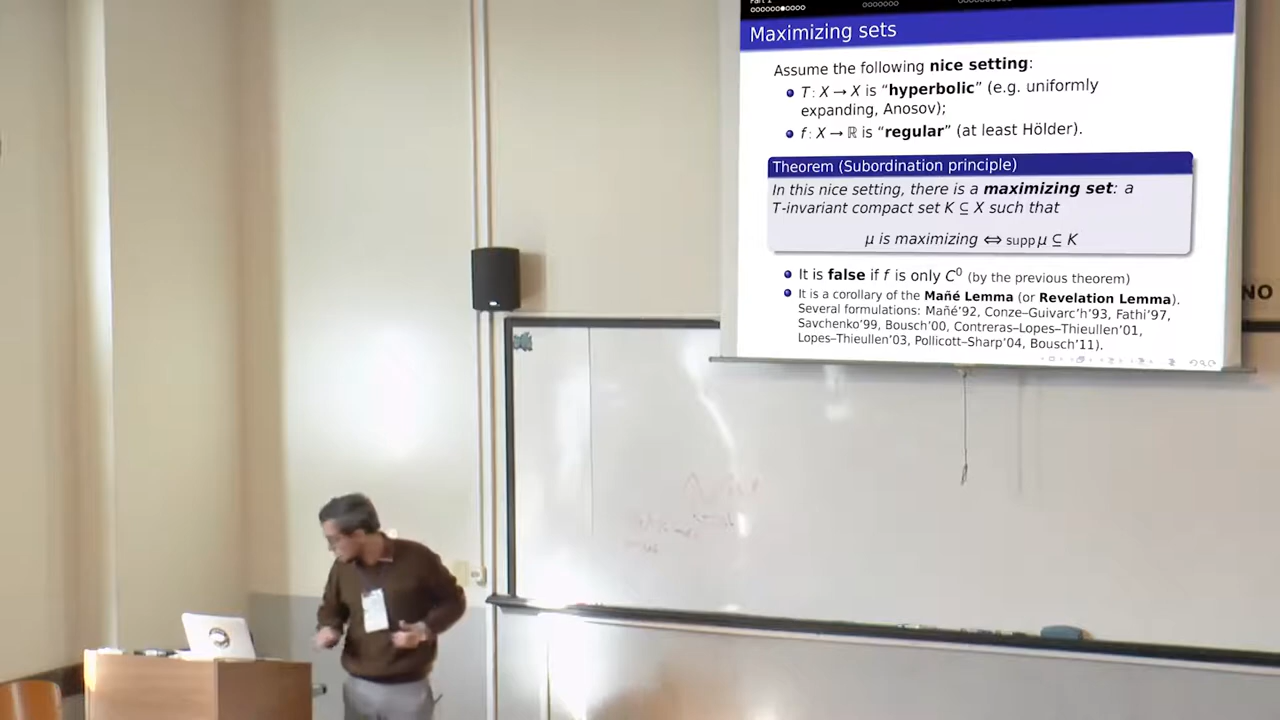 Part 1
Maximizing sets
Assume the following nice setting:
T: X → X is “hyperbolic” (e.g. uniformly
expanding, Anosov);
f: X → ℝ is “regular” (at least Hölder).
Theorem (Subordination principle)
In this nice setting, there is a maximizing set: a
T-invariant compact set K ⊆ X such that
μ is maximizing ⇔ supp μ ⊆ K
It is false if f is only C⁰ (by the previous theorem)
It is a corollary of the Mañé Lemma (or Revelation Lemma).
Several formulations: Mañé’92, Conze–Guivarc’h’93, Fathi’97,
Savchenko’99, Bousch’00, Contreras–Lopes–Thieullen’01,
Lopes–Thieullen’03, Pollicott–Sharp’04, Bousch’11).
NO